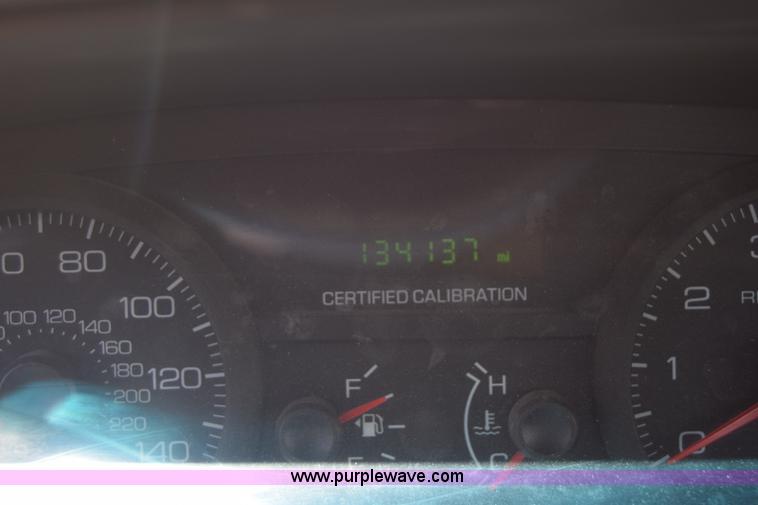 134137 mi
CERTIFIED CALIBRATION
80
100
120
140
100 120 140
160
180
200
220
F
H
C
3
2
1
0
www.purplewave.com